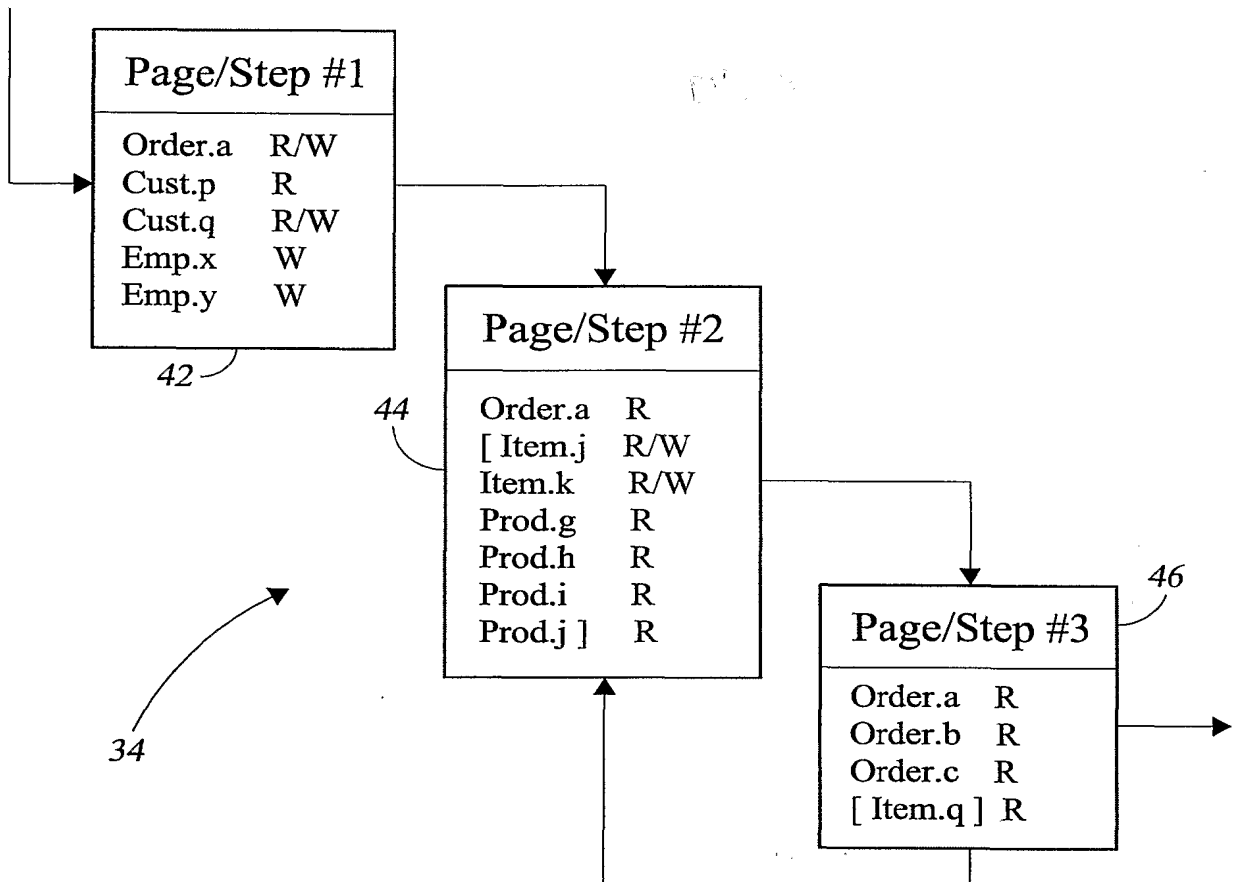 Page/Step #1
Order.a R/W
Cust.p R
Cust.q R/W
Emp.x W
Emp.y W
42
Page/Step #2
44
Order.a R
[ Item.j R/W
Item.k R/W
Prod.g R
Prod.h R
Prod.i R
Prod.j ] R
46
Page/Step #3
Order.a R
Order.b R
Order.c R
[ Item.q ] R
34